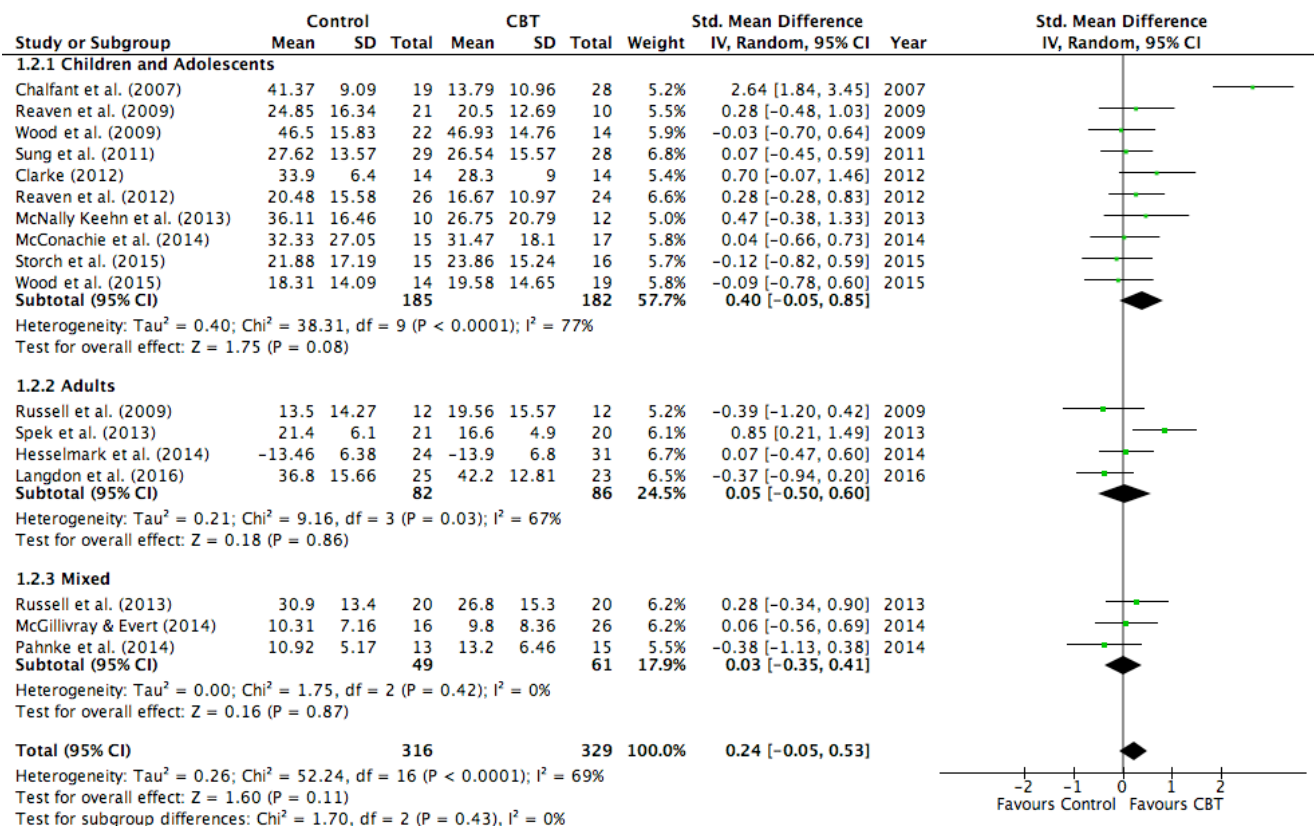 Control CBT Std. Mean Difference Std. Mean Difference
Study or Subgroup Mean SD Total Mean SD Total Weight IV, Random, 95% CI Year IV, Random, 95% CI
1.2.1 Children and Adolescents
Chalfant et al. (2007) 41.37 9.09 19 13.79 10.96 28 5.2% 2.64 [1.84, 3.45] 2007
Reaven et al. (2009) 24.85 16.34 21 20.5 12.69 10 5.3% 0.28 [-0.48, 1.03] 2009
Wood et al. (2009) 46.5 15.83 22 46.93 14.76 14 5.9% -0.03 [-0.70, 0.64] 2009
Sung et al. (2011) 27.62 13.57 29 26.54 15.57 28 6.8% 0.07 [-0.45, 0.59] 2011
Clarke (2012) 33.9 6.4 14 28.3 9 14 5.4% 0.70 [-0.07, 1.46] 2012
Reaven et al. (2012) 20.48 15.58 26 16.67 10.97 24 6.6% 0.28 [-0.28, 0.83] 2012
McNally Keehn et al. (2013) 36.11 16.46 10 26.75 20.79 12 5.0% 0.47 [-0.38, 1.33] 2013
McConachie et al. (2014) 32.33 27.05 15 31.47 18.1 17 5.8% 0.04 [-0.66, 0.73] 2014
Storch et al. (2015) 21.88 17.19 15 23.86 15.24 16 5.7% -0.12 [-0.82, 0.59] 2015
Wood et al. (2015) 18.31 14.09 14 19.58 14.65 19 5.8% -0.09 [-0.78, 0.60] 2015
Subtotal (95% CI) 185 182 57.7% 0.40 [-0.05, 0.85]
Heterogeneity: Tau² = 0.40; Chi² = 38.31, df = 9 (P < 0.0001); I² = 77%
Test for overall effect: Z = 1.75 (P = 0.08)
1.2.2 Adults
Russell et al. (2009) 13.5 14.27 12 19.56 15.57 12 5.2% -0.39 [-1.20, 0.42] 2009
Spek et al. (2013) 21.4 6.1 21 16.6 4.9 20 6.1% 0.85 [0.21, 1.49] 2013
Hesselmark et al. (2014) -13.46 6.38 24 -13.9 6.8 31 6.7% 0.07 [-0.47, 0.60] 2014
Langdon et al. (2016) 36.8 15.66 25 42.2 12.81 23 6.5% -0.37 [-0.94, 0.20] 2016
Subtotal (95% CI) 82 86 24.5% 0.05 [-0.50, 0.60]
Heterogeneity: Tau² = 0.21; Chi² = 9.16, df = 3 (P = 0.03); I² = 67%
Test for overall effect: Z = 0.18 (P = 0.86)
1.2.3 Mixed
Russell et al. (2013) 30.9 13.4 20 26.8 15.3 20 6.2% 0.28 [-0.34, 0.90] 2013
McGillivray & Evert (2014) 10.31 7.16 16 9.8 8.36 26 6.2% 0.06 [-0.56, 0.69] 2014
Pahnke et al. (2014) 10.92 5.17 13 13.2 6.46 15 5.5% -0.38 [-1.13, 0.38] 2014
Subtotal (95% CI) 49 61 17.9% 0.03 [-0.35, 0.41]
Heterogeneity: Tau² = 0.00; Chi² = 1.75, df = 2 (P = 0.42); I² = 0%
Test for overall effect: Z = 0.16 (P = 0.87)
Total (95% CI) 316 329 100.0% 0.24 [-0.05, 0.53]
Heterogeneity: Tau² = 0.26; Chi² = 52.24, df = 16 (P < 0.0001); I² = 69%
Test for overall effect: Z = 1.60 (P = 0.11)
Test for subgroup differences: Chi² = 1.70, df = 2 (P = 0.43), I² = 0%
-2 -1 0 1 2
Favours Control Favours CBT